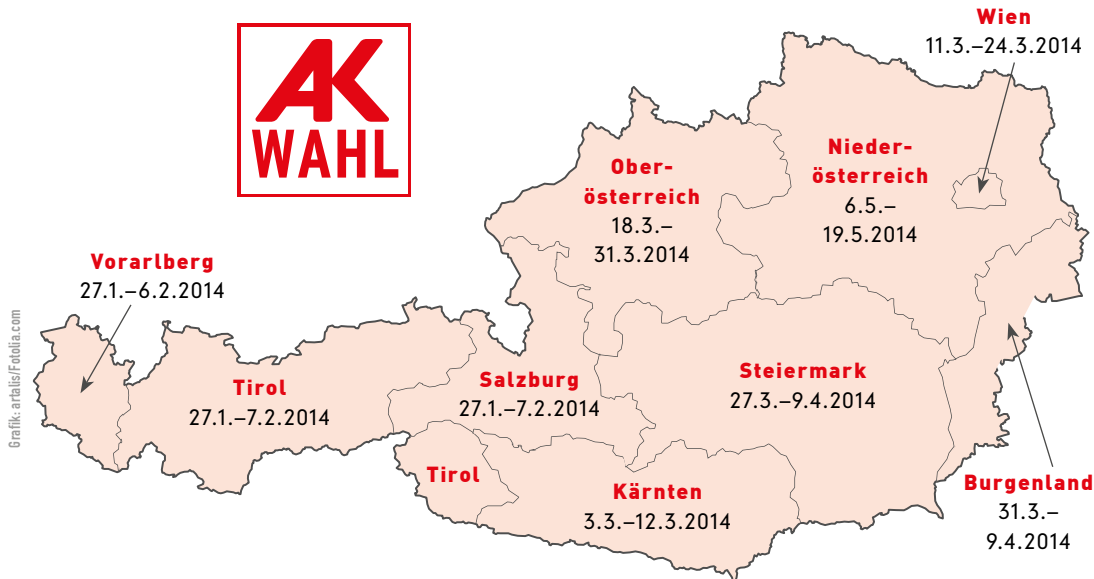 AK
WAHL
Wien
11.3.–24.3.2014
Nieder-
österreich
6.5.–
19.5.2014
Ober-
österreich
18.3.–
31.3.2014
Vorarlberg
27.1.–6.2.2014
Tirol
27.1.–7.2.2014
Salzburg
27.1.–7.2.2014
Steiermark
27.3.–9.4.2014
Tirol
Kärnten
3.3.–12.3.2014
Burgenland
31.3.–
9.4.2014
Grafik: artalis/Fotolia.com